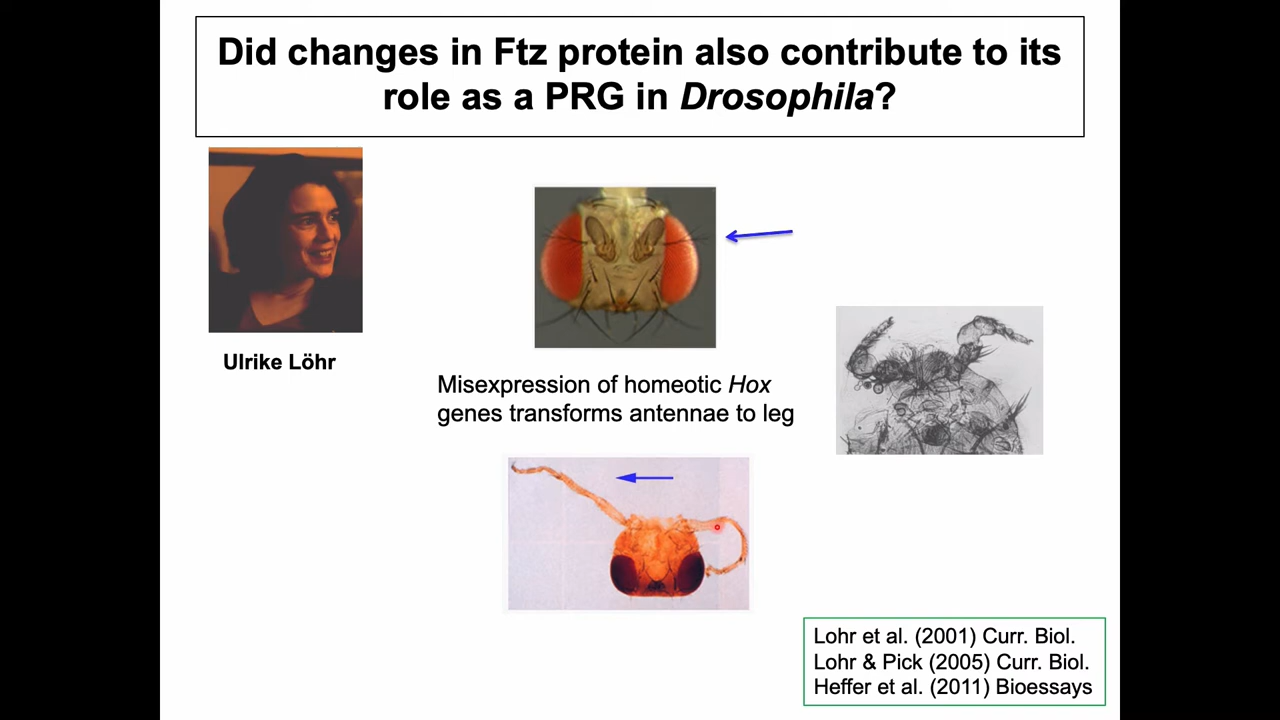 Did changes in Ftz protein also contribute to its
role as a PRG in Drosophila?
Ulrike Löhr
Misexpression of homeotic Hox
genes transforms antennae to leg
Lohr et al. (2001) Curr. Biol.
Lohr & Pick (2005) Curr. Biol.
Heffer et al. (2011) Bioessays